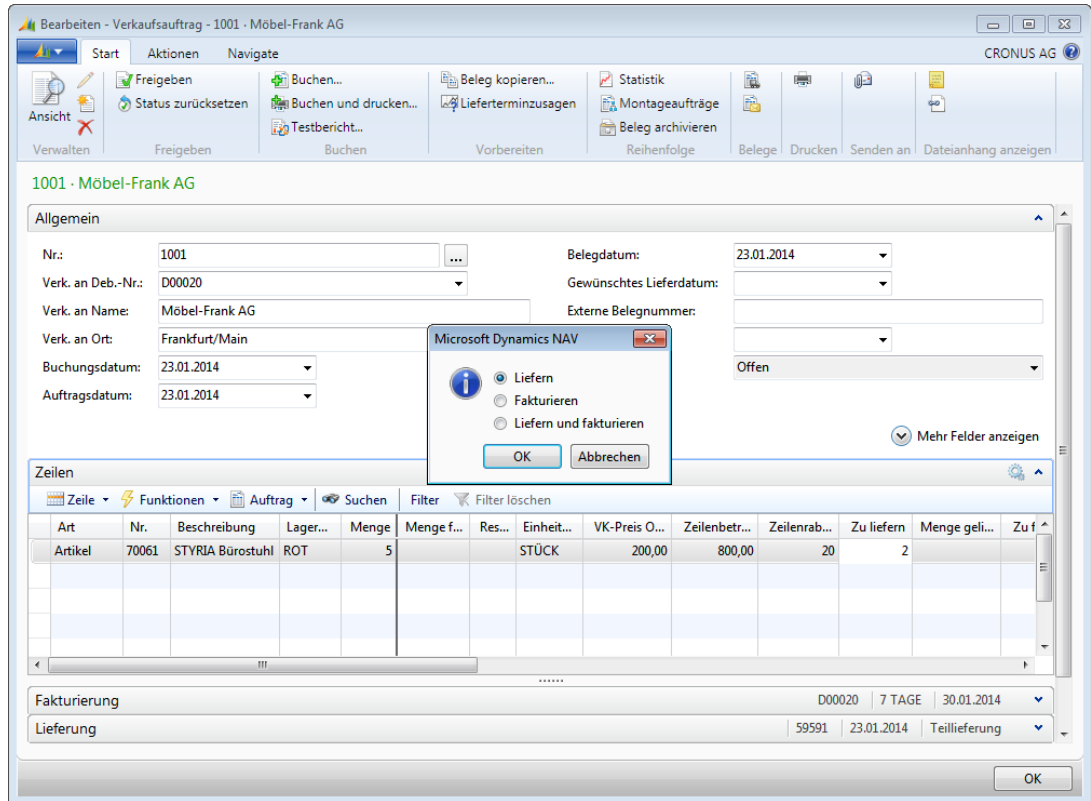 Bearbeiten - Verkaufsauftrag - 1001 · Möbel-Frank AG
Start Aktionen Navigate CRONUS AG
Ansicht
Verwalten
Freigeben
Status zurücksetzen
Freigeben
Buchen...
Buchen und drucken...
Testbericht...
Buchen
Beleg kopieren...
Lieferterminzusagen
Vorbereiten
Statistik
Montageaufträge
Beleg archivieren
Reihenfolge
Belege
Drucken
Senden an
Dateianhang anzeigen
1001 · Möbel-Frank AG
Allgemein
Nr.: 1001 ...
Verk. an Deb.-Nr.: D00020
Verk. an Name: Möbel-Frank AG
Verk. an Ort: Frankfurt/Main
Buchungsdatum: 23.01.2014
Auftragsdatum: 23.01.2014
Belegdatum: 23.01.2014
Gewünschtes Lieferdatum:
Externe Belegnummer:
Offen
Mehr Felder anzeigen
Microsoft Dynamics NAV
Liefern
Fakturieren
Liefern und fakturieren
OK Abbrechen
Zeilen
Zeile Funktionen Auftrag Suchen Filter Filter löschen
Art Nr. Beschreibung Lager... Menge Menge f... Res... Einheit... VK-Preis O... Zeilenbetr... Zeilenrab... Zu liefern Menge geli... Zu f
Artikel 70061 STYRIA Bürostuhl ROT 5 STÜCK 200,00 800,00 20 2
Fakturierung D00020 7 TAGE 30.01.2014
Lieferung 59591 23.01.2014 Teillieferung
OK